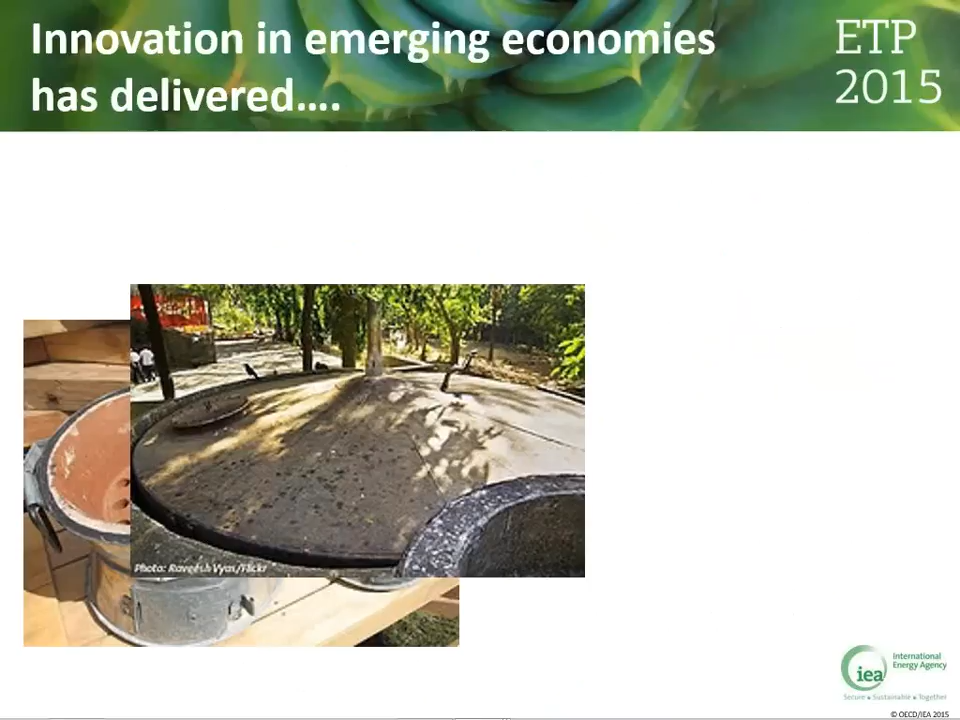 Innovation in emerging economies
has delivered....
ETP
2015
Photo: Raveesh Vyas/Flickr
iea
International
Energy Agency
Secure • Sustainable • Together
© OECD/IEA 2015